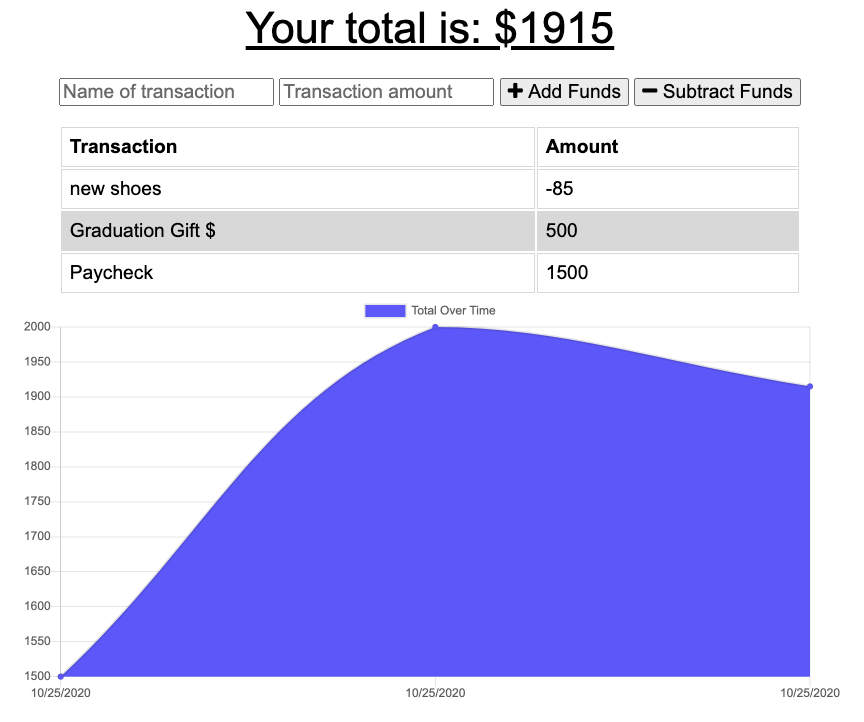 Your total is: $1915
Name of transaction Transaction amount + Add Funds − Subtract Funds
Transaction Amount
new shoes -85
Graduation Gift $ 500
Paycheck 1500
Total Over Time
2000
1950
1900
1850
1800
1750
1700
1650
1600
1550
1500
10/25/2020 10/25/2020 10/25/2020